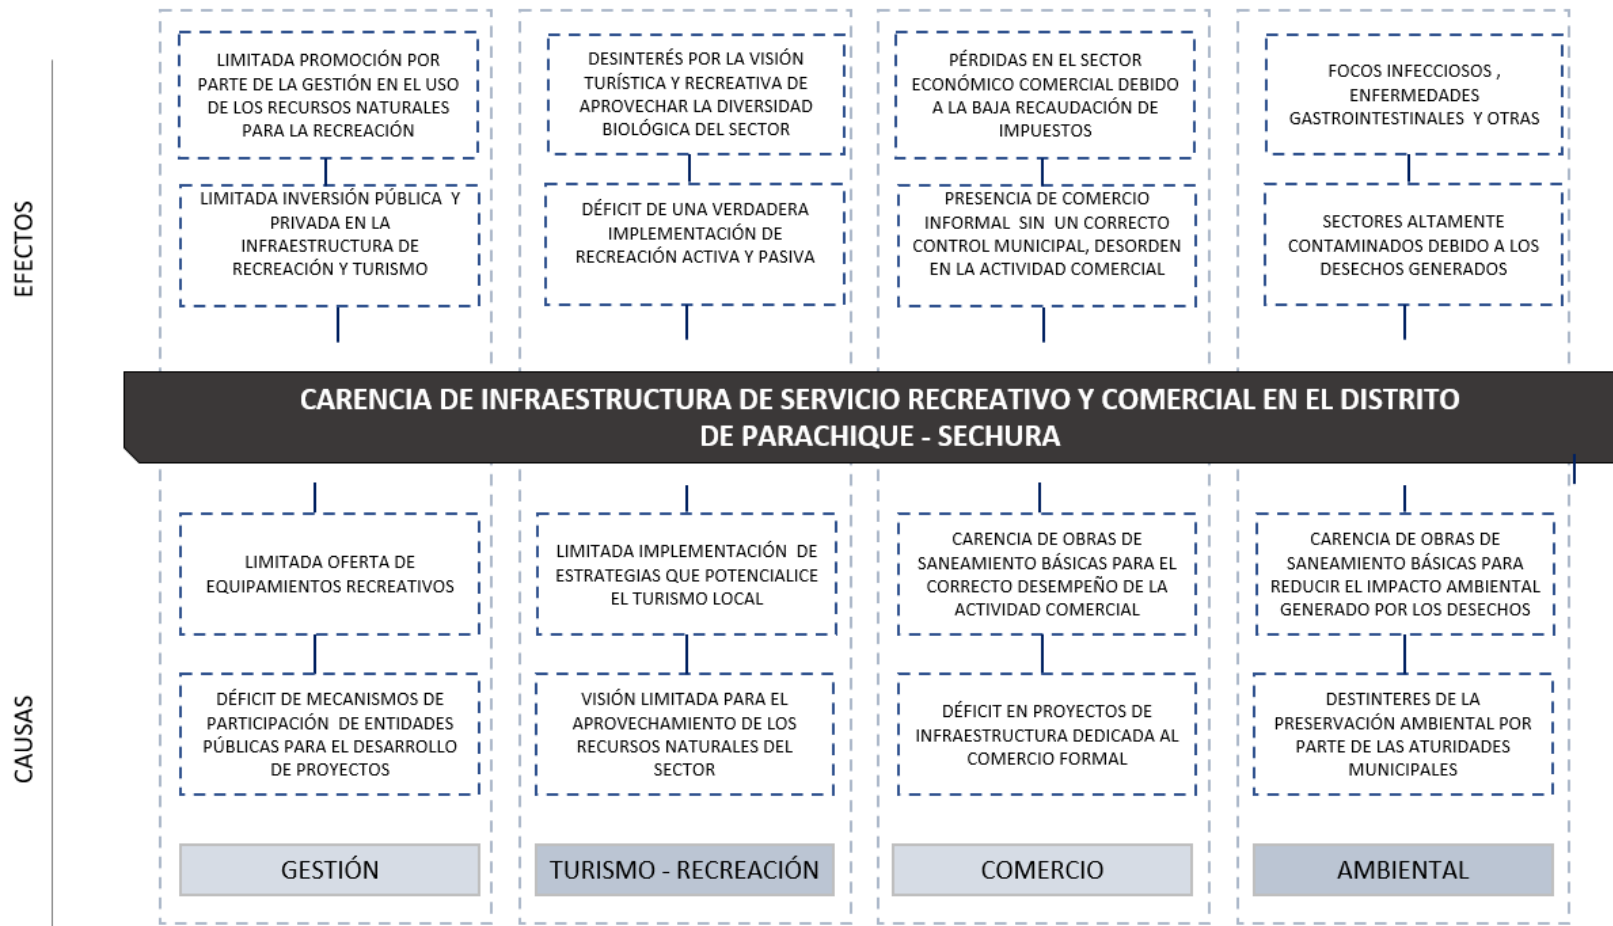 EFECTOS
LIMITADA PROMOCIÓN POR
PARTE DE LA GESTIÓN EN EL USO
DE LOS RECURSOS NATURALES
PARA LA RECREACIÓN
DESINTERÉS POR LA VISIÓN
TURÍSTICA Y RECREATIVA DE
APROVECHAR LA DIVERSIDAD
BIOLÓGICA DEL SECTOR
PÉRDIDAS EN EL SECTOR
ECONÓMICO COMERCIAL DEBIDO
A LA BAJA RECAUDACIÓN DE
IMPUESTOS
FOCOS INFECCIOSOS ,
ENFERMEDADES
GASTROINTESTINALES Y OTRAS
LIMITADA INVERSIÓN PÚBLICA Y
PRIVADA EN LA
INFRAESTRUCTURA DE
RECREACIÓN Y TURISMO
DÉFICIT DE UNA VERDADERA
IMPLEMENTACIÓN DE
RECREACIÓN ACTIVA Y PASIVA
PRESENCIA DE COMERCIO
INFORMAL SIN UN CORRECTO
CONTROL MUNICIPAL, DESORDEN
EN LA ACTIVIDAD COMERCIAL
SECTORES ALTAMENTE
CONTAMINADOS DEBIDO A LOS
DESECHOS GENERADOS
CARENCIA DE INFRAESTRUCTURA DE SERVICIO RECREATIVO Y COMERCIAL EN EL DISTRITO
DE PARACHIQUE - SECHURA
CAUSAS
LIMITADA OFERTA DE
EQUIPAMIENTOS RECREATIVOS
LIMITADA IMPLEMENTACIÓN DE
ESTRATEGIAS QUE POTENCIALICE
EL TURISMO LOCAL
CARENCIA DE OBRAS DE
SANEAMIENTO BÁSICAS PARA EL
CORRECTO DESEMPEÑO DE LA
ACTIVIDAD COMERCIAL
CARENCIA DE OBRAS DE
SANEAMIENTO BÁSICAS PARA
REDUCIR EL IMPACTO AMBIENTAL
GENERADO POR LOS DESECHOS
DÉFICIT DE MECANISMOS DE
PARTICIPACIÓN DE ENTIDADES
PÚBLICAS PARA EL DESARROLLO
DE PROYECTOS
VISIÓN LIMITADA PARA EL
APROVECHAMIENTO DE LOS
RECURSOS NATURALES DEL
SECTOR
DÉFICIT EN PROYECTOS DE
INFRAESTRUCTURA DEDICADA AL
COMERCIO FORMAL
DESTINTERES DE LA
PRESERVACIÓN AMBIENTAL POR
PARTE DE LAS ATURIDADES
MUNICIPALES
GESTIÓN
TURISMO - RECREACIÓN
COMERCIO
AMBIENTAL